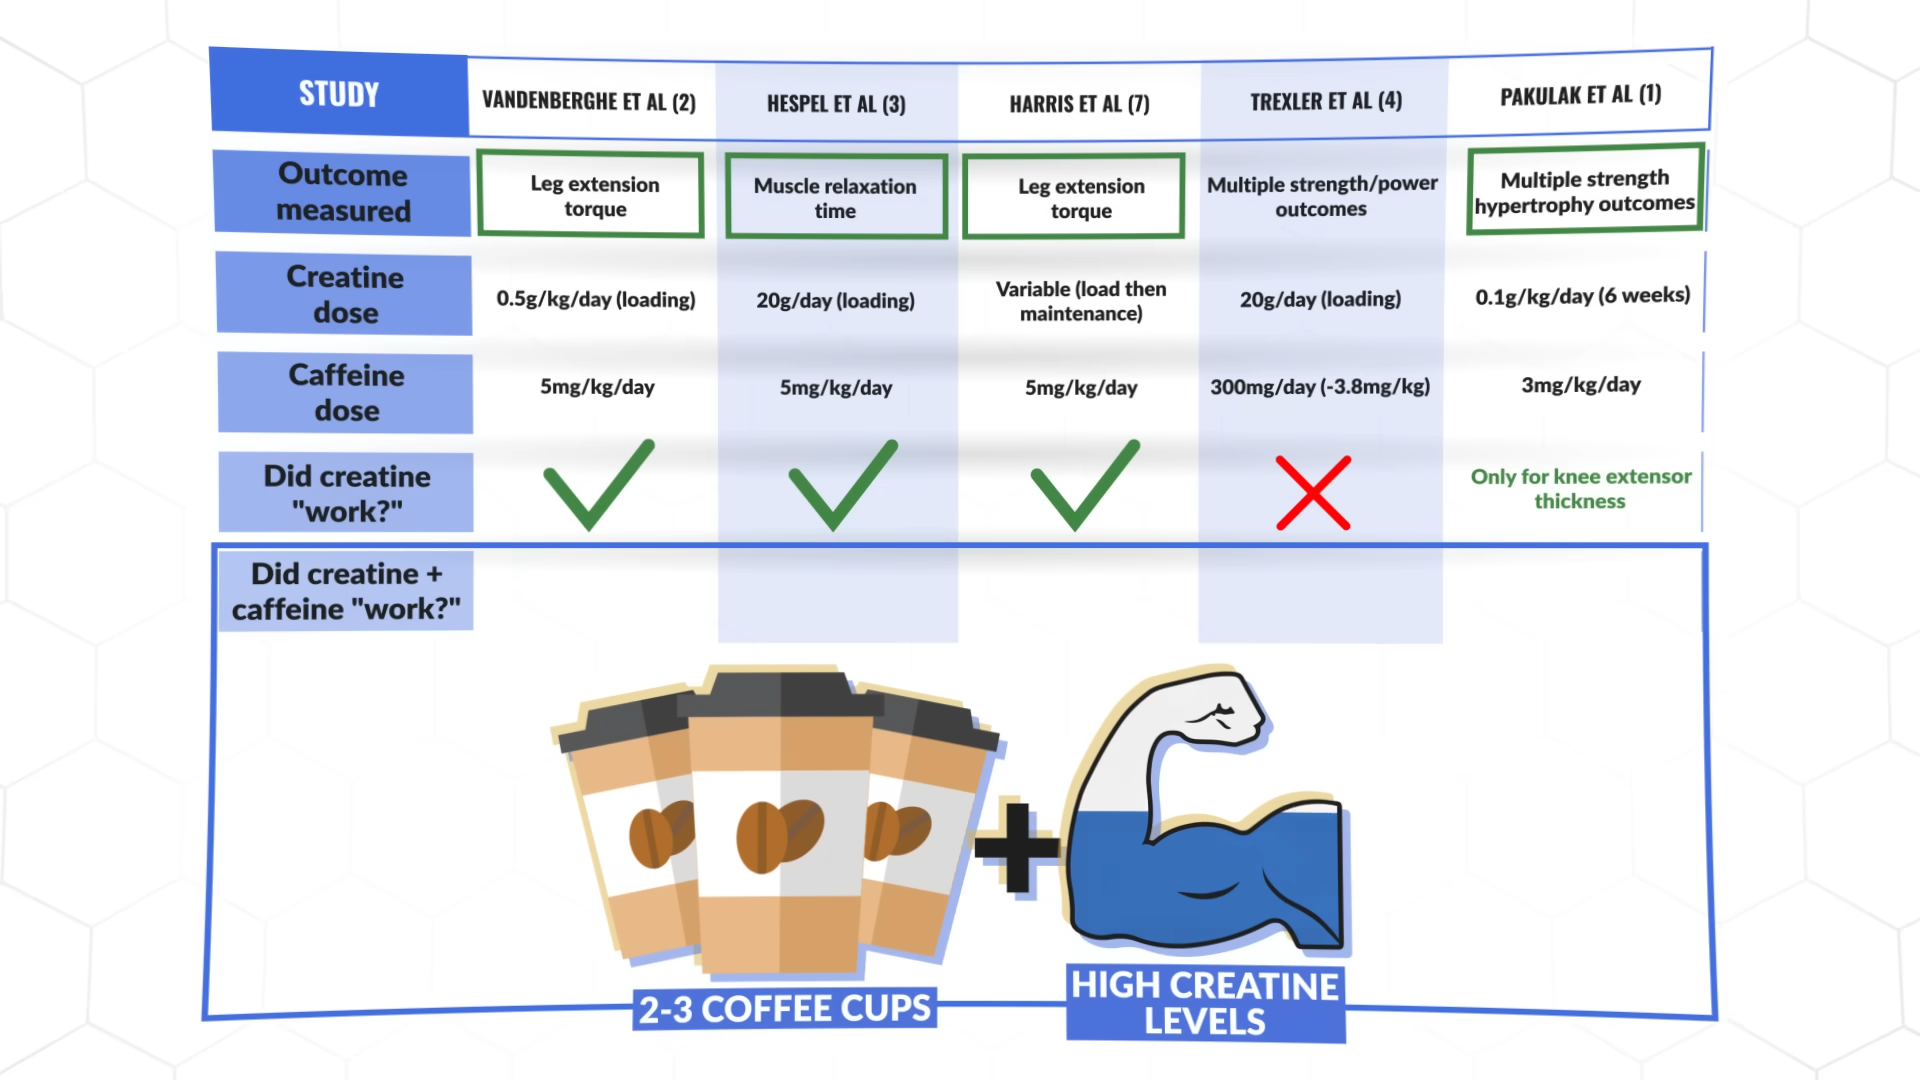 STUDY
VANDENBERGHE ET AL (2)
HESPEL ET AL (3)
HARRIS ET AL (7)
TREXLER ET AL (4)
PAKULAK ET AL (1)
Outcome
measured
Leg extension
torque
Muscle relaxation
time
Leg extension
torque
Multiple strength/power
outcomes
Multiple strength
hypertrophy outcomes
Creatine
dose
0.5g/kg/day (loading)
20g/day (loading)
Variable (load then
maintenance)
20g/day (loading)
0.1g/kg/day (6 weeks)
Caffeine
dose
5mg/kg/day
5mg/kg/day
5mg/kg/day
300mg/day (-3.8mg/kg)
3mg/kg/day
Did creatine
"work?"
Only for knee extensor
thickness
Did creatine +
caffeine "work?"
2-3 COFFEE CUPS
HIGH CREATINE
LEVELS